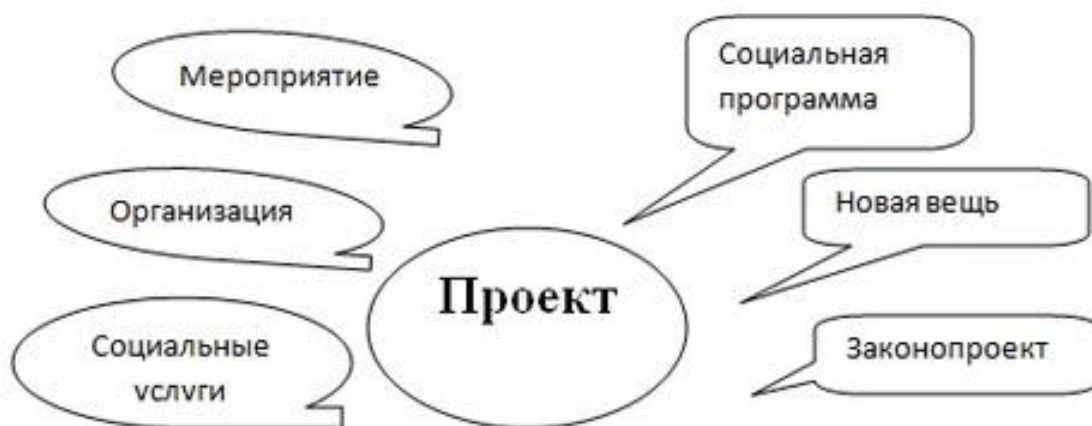 Мероприятие
Организация
Социальные
услуги
Проект
Социальная
программа
Новая вещь
Законопроект